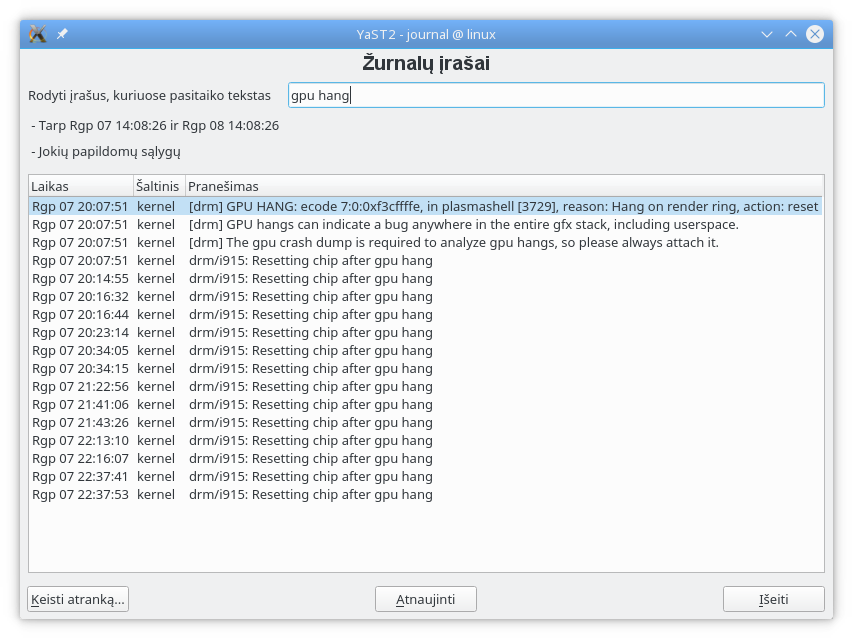 YaST2 - journal @ linux
Žurnalų įrašai
Rodyti įrašus, kuriuose pasitaiko tekstas gpu hang
- Tarp Rgp 07 14:08:26 ir Rgp 08 14:08:26
- Jokių papildomų sąlygų
Laikas Šaltinis Pranešimas
Rgp 07 20:07:51 kernel [drm] GPU HANG: ecode 7:0:0xf3cffffe, in plasmashell [3729], reason: Hang on render ring, action: reset
Rgp 07 20:07:51 kernel [drm] GPU hangs can indicate a bug anywhere in the entire gfx stack, including userspace.
Rgp 07 20:07:51 kernel [drm] The gpu crash dump is required to analyze gpu hangs, so please always attach it.
Rgp 07 20:07:51 kernel drm/i915: Resetting chip after gpu hang
Rgp 07 20:14:55 kernel drm/i915: Resetting chip after gpu hang
Rgp 07 20:16:32 kernel drm/i915: Resetting chip after gpu hang
Rgp 07 20:16:44 kernel drm/i915: Resetting chip after gpu hang
Rgp 07 20:23:14 kernel drm/i915: Resetting chip after gpu hang
Rgp 07 20:34:05 kernel drm/i915: Resetting chip after gpu hang
Rgp 07 20:34:15 kernel drm/i915: Resetting chip after gpu hang
Rgp 07 21:22:56 kernel drm/i915: Resetting chip after gpu hang
Rgp 07 21:41:06 kernel drm/i915: Resetting chip after gpu hang
Rgp 07 21:43:26 kernel drm/i915: Resetting chip after gpu hang
Rgp 07 22:13:10 kernel drm/i915: Resetting chip after gpu hang
Rgp 07 22:16:07 kernel drm/i915: Resetting chip after gpu hang
Rgp 07 22:37:41 kernel drm/i915: Resetting chip after gpu hang
Rgp 07 22:37:53 kernel drm/i915: Resetting chip after gpu hang
Keisti atranką... Atnaujinti Išeiti